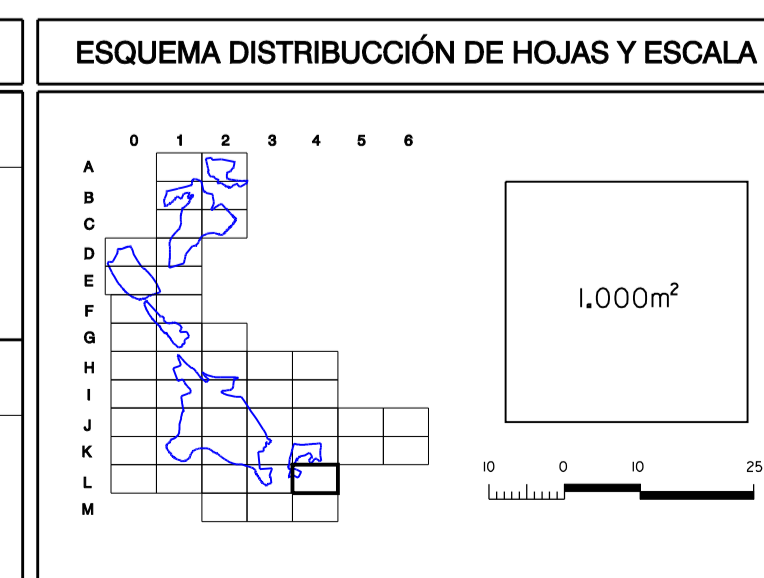 ESQUEMA DISTRIBUCCIÓN DE HOJAS Y ESCALA
0 1 2 3 4 5 6
A
B
C
D
E
F
G
H
I
J
K
L
M
1.000m²
10 0 10 25